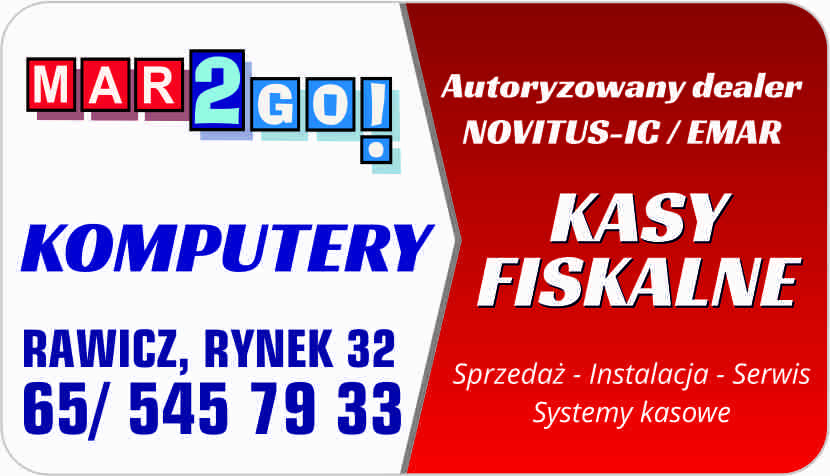 MAR2GO!
KOMPUTERY
RAWICZ, RYNEK 32
65/ 545 79 33
Autoryzowany dealer
NOVITUS-IC / EMAR
KASY
FISKALNE
Sprzedaż - Instalacja - Serwis
Systemy kasowe